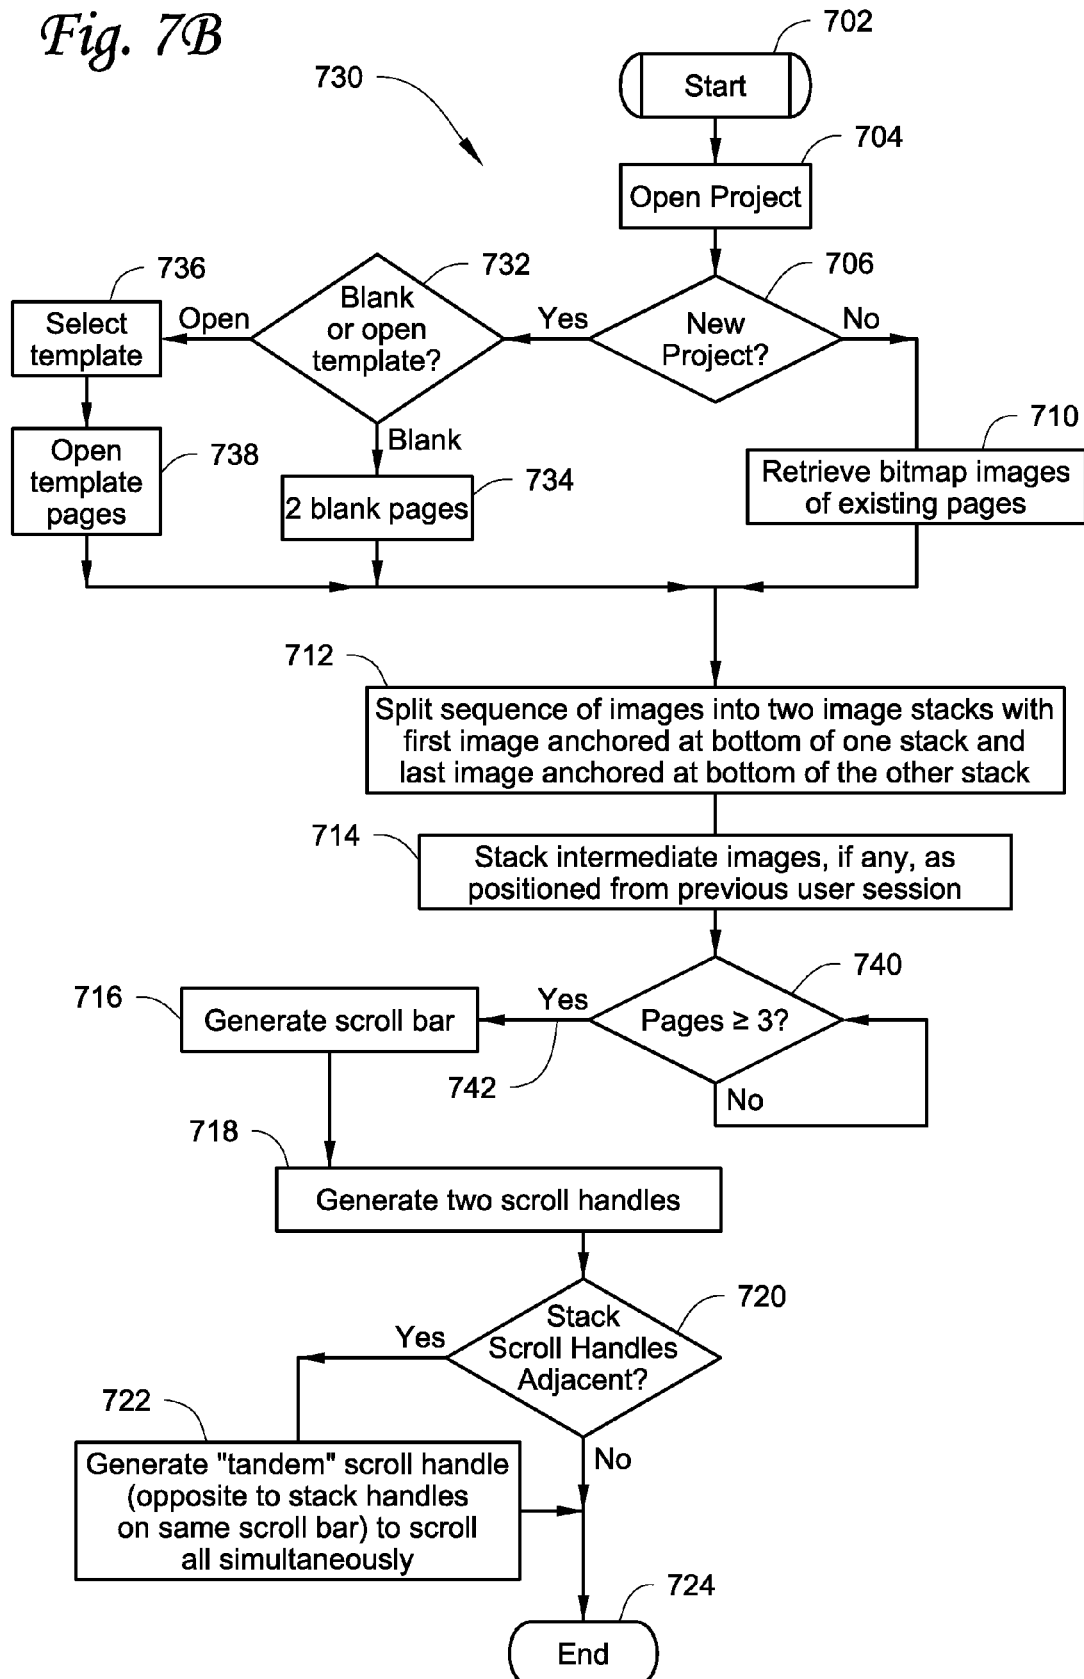 Fig. 7B
702
730
Start
704
Open Project
736
732
706
Select
template
Open
Blank
or open
template?
Yes
New
Project?
No
Open
template
pages
738
Blank
734
2 blank pages
710
Retrieve bitmap images
of existing pages
712
Split sequence of images into two image stacks with
first image anchored at bottom of one stack and
last image anchored at bottom of the other stack
714
Stack intermediate images, if any, as
positioned from previous user session
740
716
Generate scroll bar
Yes
Pages ≥ 3?
742
No
718
Generate two scroll handles
720
Stack
Scroll Handles
Adjacent?
Yes
722
No
Generate "tandem" scroll handle
(opposite to stack handles
on same scroll bar) to scroll
all simultaneously
724
End